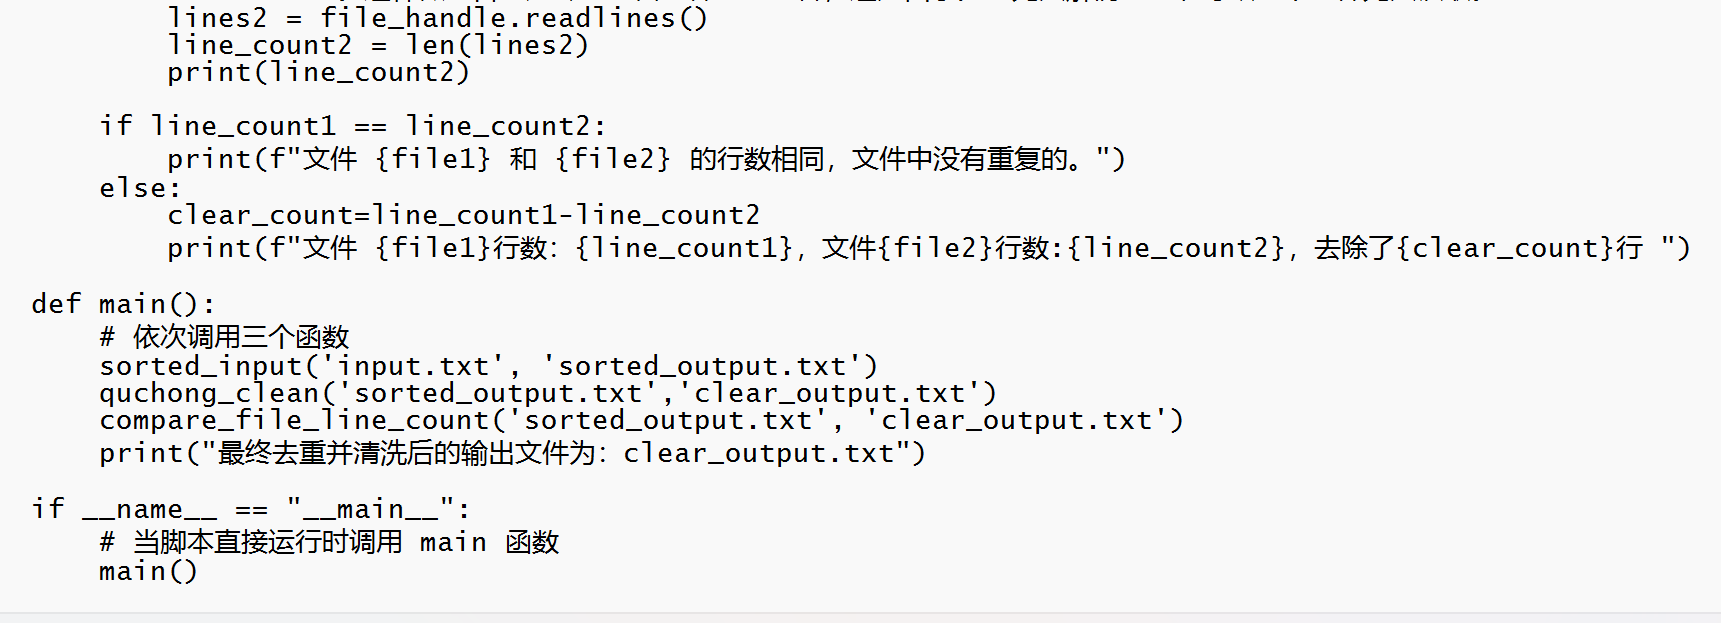 lines2 = file_handle.readlines()
line_count2 = len(lines2)
print(line_count2)
if line_count1 == line_count2:
print(f"文件 {file1} 和 {file2} 的行数相同，文件中没有重复的。")
else:
clear_count=line_count1-line_count2
print(f"文件 {file1}行数：{line_count1}，文件{file2}行数:{line_count2}，去除了{clear_count}行 ")
def main():
# 依次调用三个函数
sorted_input('input.txt', 'sorted_output.txt')
quchong_clean('sorted_output.txt','clear_output.txt')
compare_file_line_count('sorted_output.txt', 'clear_output.txt')
print("最终去重并清洗后的输出文件为：clear_output.txt")
if __name__ == "__main__":
# 当脚本直接运行时调用 main 函数
main()